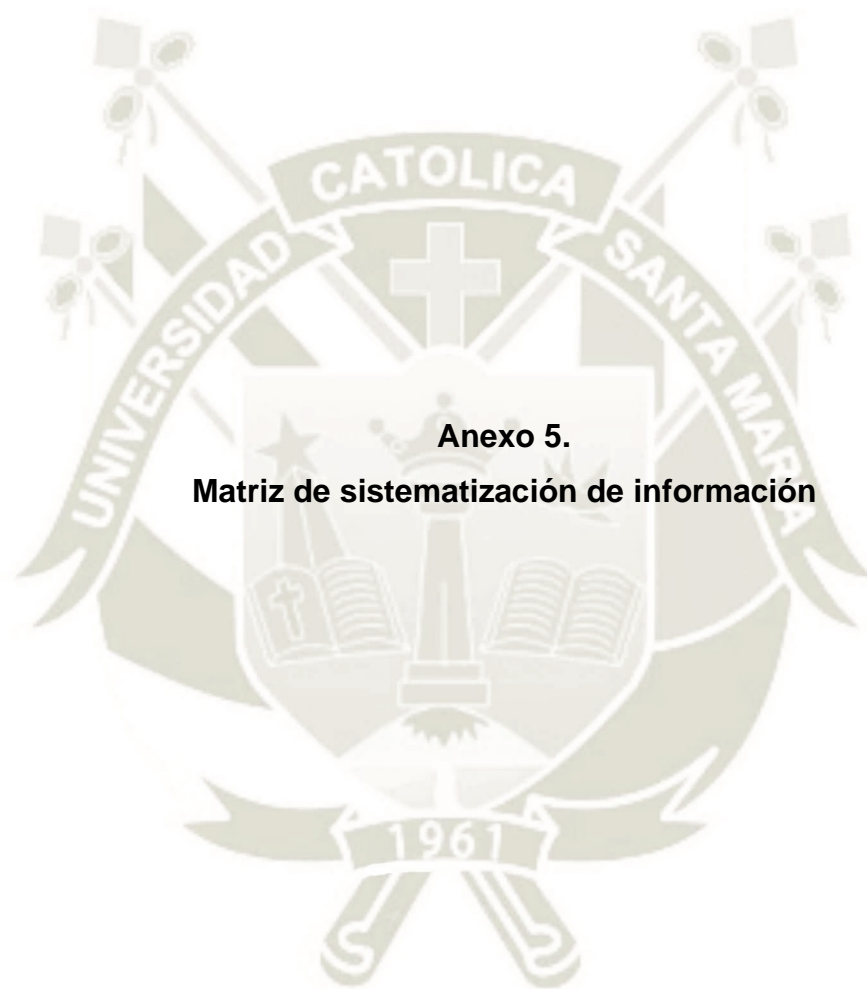 UNIVERSIDAD CATOLICA SANTA MARIA
Anexo 5.
Matriz de sistematización de información
1961